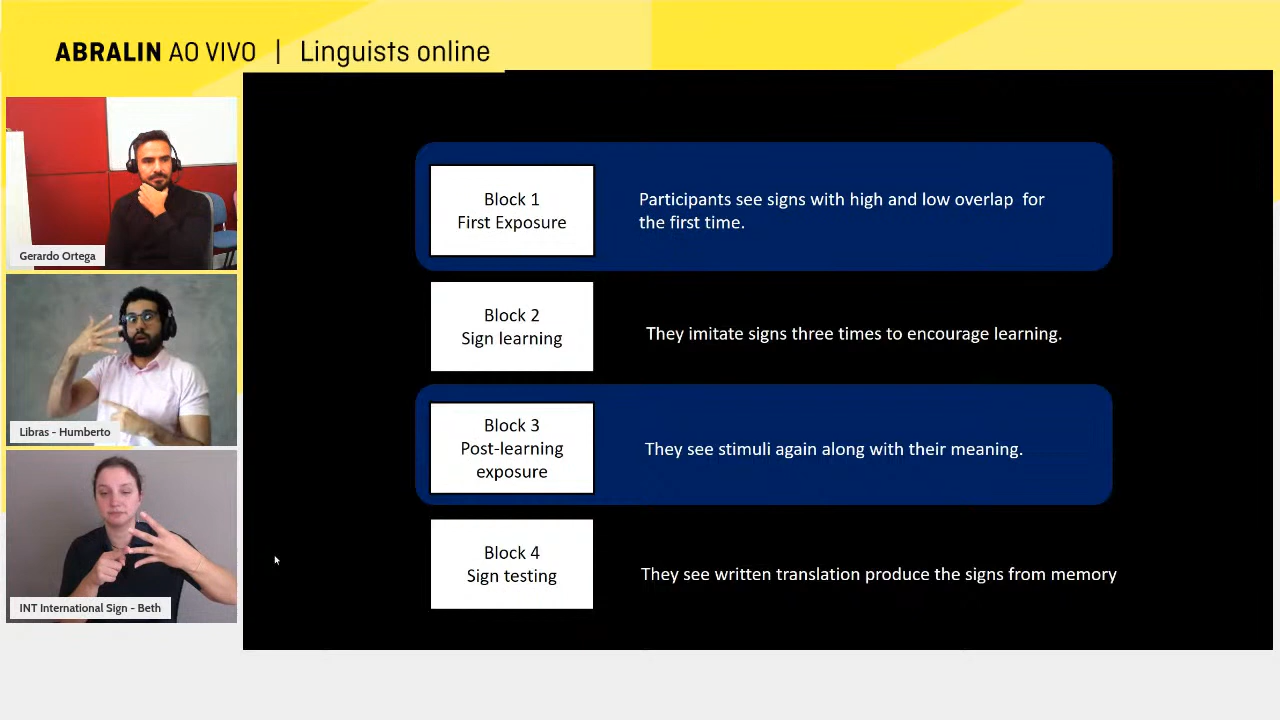 ABRALIN AO VIVO | Linguists online
Gerardo Ortega
Libras - Humberto
INT International Sign - Beth
Block 1
First Exposure
Participants see signs with high and low overlap for
the first time.
Block 2
Sign learning
They imitate signs three times to encourage learning.
Block 3
Post-learning
exposure
They see stimuli again along with their meaning.
Block 4
Sign testing
They see written translation produce the signs from memory